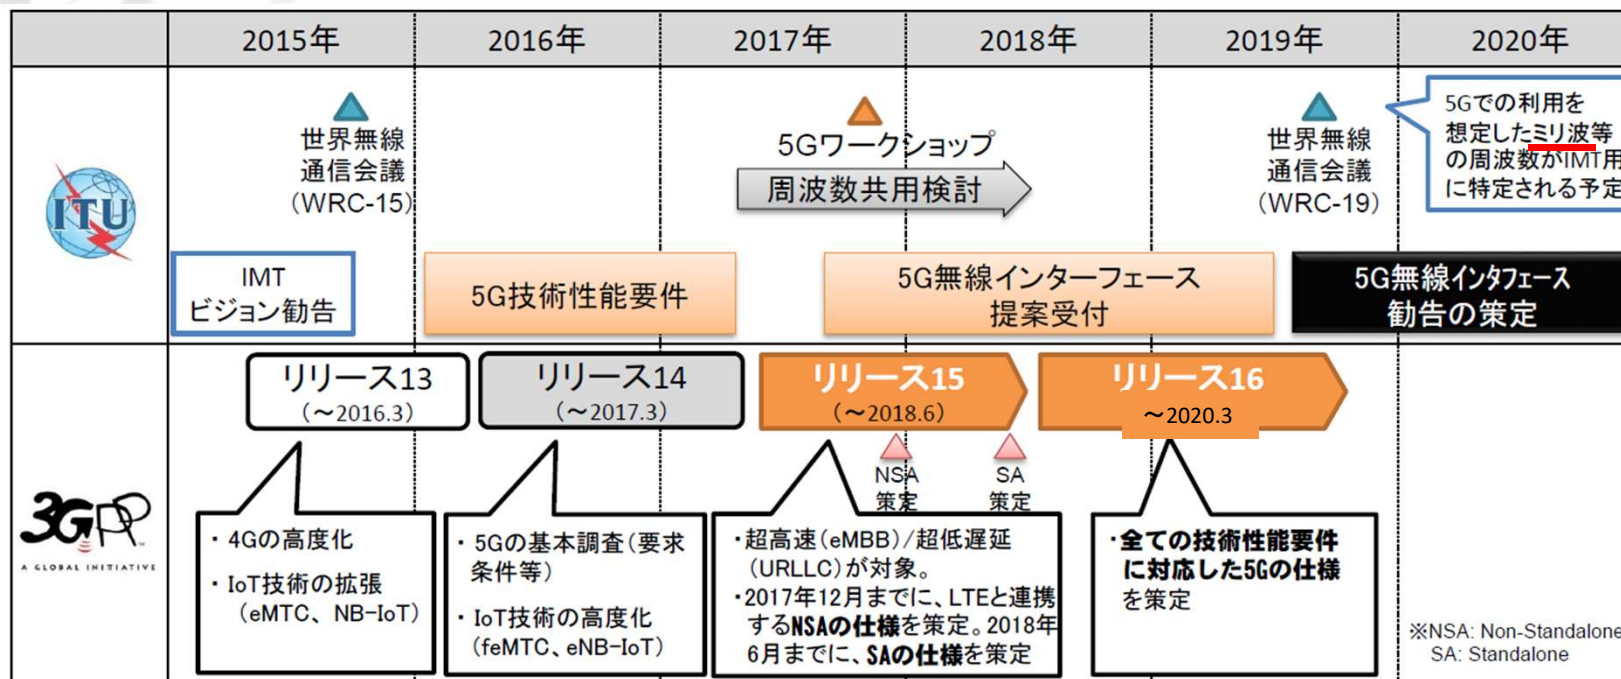 2015年 2016年 2017年 2018年 2019年 2020年
世界無線
通信会議
(WRC-15)
5Gワークショップ
周波数共用検討
世界無線
通信会議
(WRC-19)
5Gでの利用を
想定したミリ波等
の周波数がIMT用
に特定される予定
ITU
IMT
ビジョン勧告
5G技術性能要件
5G無線インターフェース
提案受付
5G無線インタフェース
勧告の策定
リリース13
(～2016.3)
リリース14
(～2017.3)
リリース15
(～2018.6)
リリース16
～2020.3
NSA
策定
SA
策定
3GPP
A GLOBAL INITIATIVE
・4Gの高度化
・IoT技術の拡張
(eMTC、NB-IoT)
・5Gの基本調査(要求
条件等)
・IoT技術の高度化
(feMTC、eNB-IoT)
・超高速(eMBB)/超低遅延
(URLLC)が対象。
・2017年12月までに、LTEと連携
するNSAの仕様を策定。2018年
6月までに、SAの仕様を策定
・全ての技術性能要件
に対応した5Gの仕様
を策定
※NSA: Non-Standalone
SA: Standalone